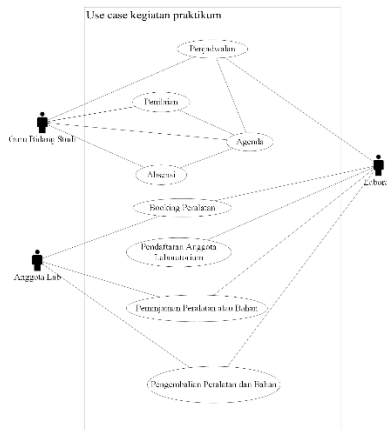 Use case kegiatan praktikum
Penjadwalan
Penilaian
Guru Bidang Studi
Agenda
Absensi
Labora
Booking Peralatan
Pendaftaran Anggota
Laboratorium
Anggota Lab
Peminjaman Peralatan atau Bahan
Pengembalian Peralatan dan Bahan